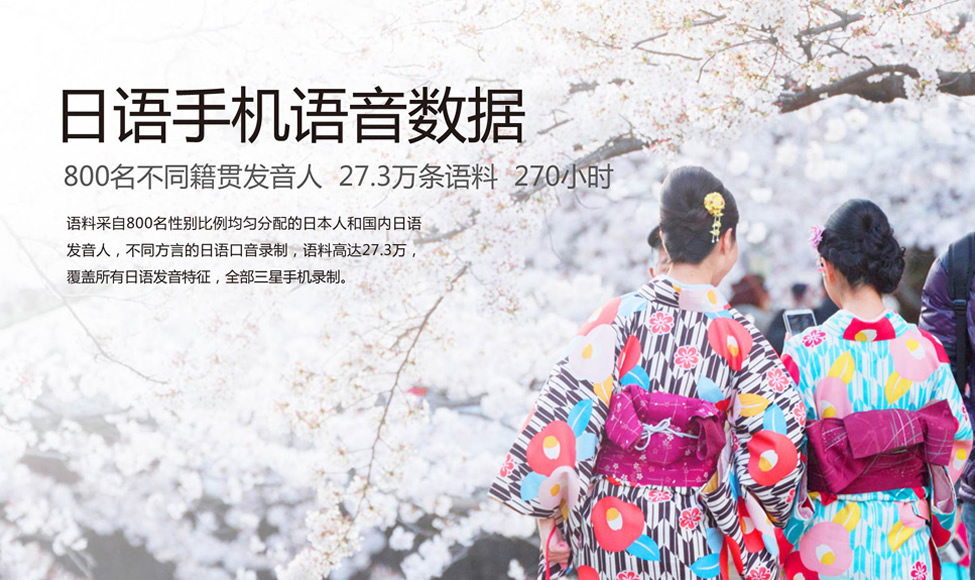 日语手机语音数据
800名不同籍贯发音人 27.3万条语料 270小时
语料采自800名性别比例均匀分配的日本人和国内日语
发音人，不同方言的日语口音录制，语料高达27.3万，
覆盖所有日语发音特征，全部三星手机录制。